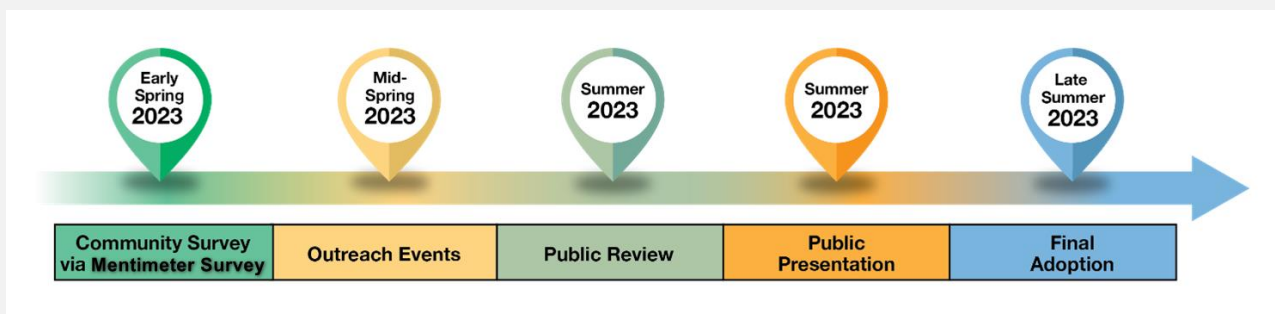 Early
Spring
2023
Mid-
Spring
2023
Summer
2023
Summer
2023
Late
Summer
2023
Community Survey
via Mentimeter Survey
Outreach Events
Public Review
Public
Presentation
Final
Adoption